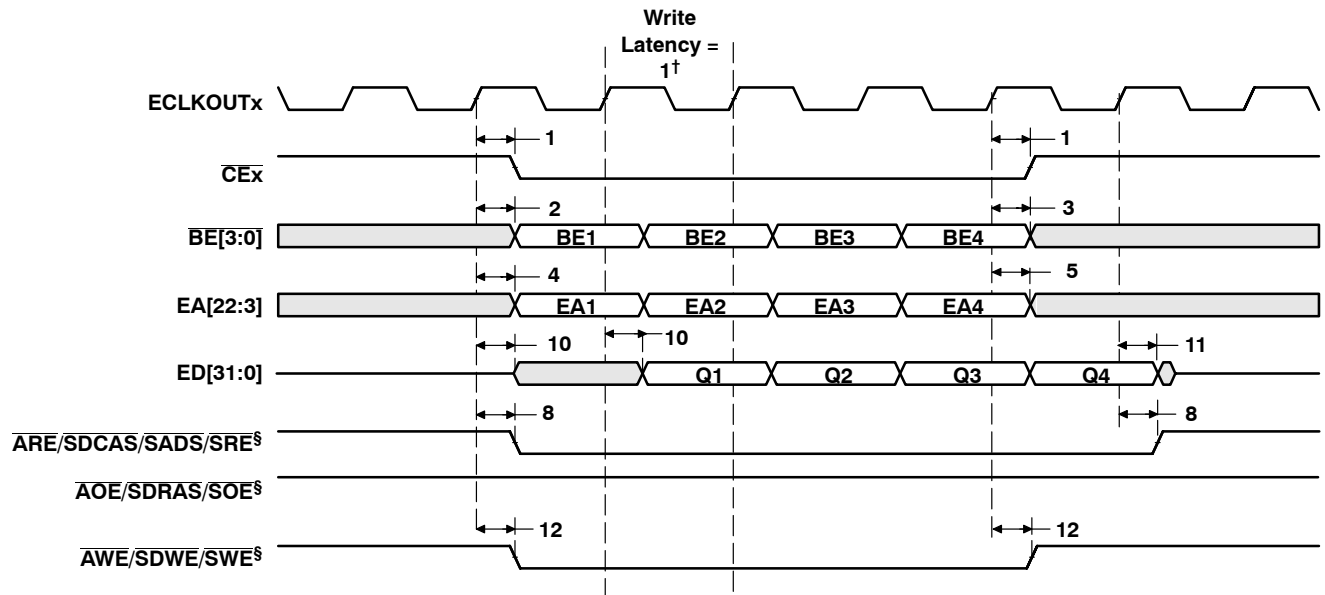 Write
Latency =
1†
ECLKOUTx
1
1
CEx
2
3
BE[3:0]
BE1
BE2
BE3
BE4
4
5
EA[22:3]
EA1
EA2
EA3
EA4
10
10
11
ED[31:0]
Q1
Q2
Q3
Q4
8
8
ARE/SDCAS/SADS/SRE§
AOE/SDRAS/SOE§
12
12
AWE/SDWE/SWE§